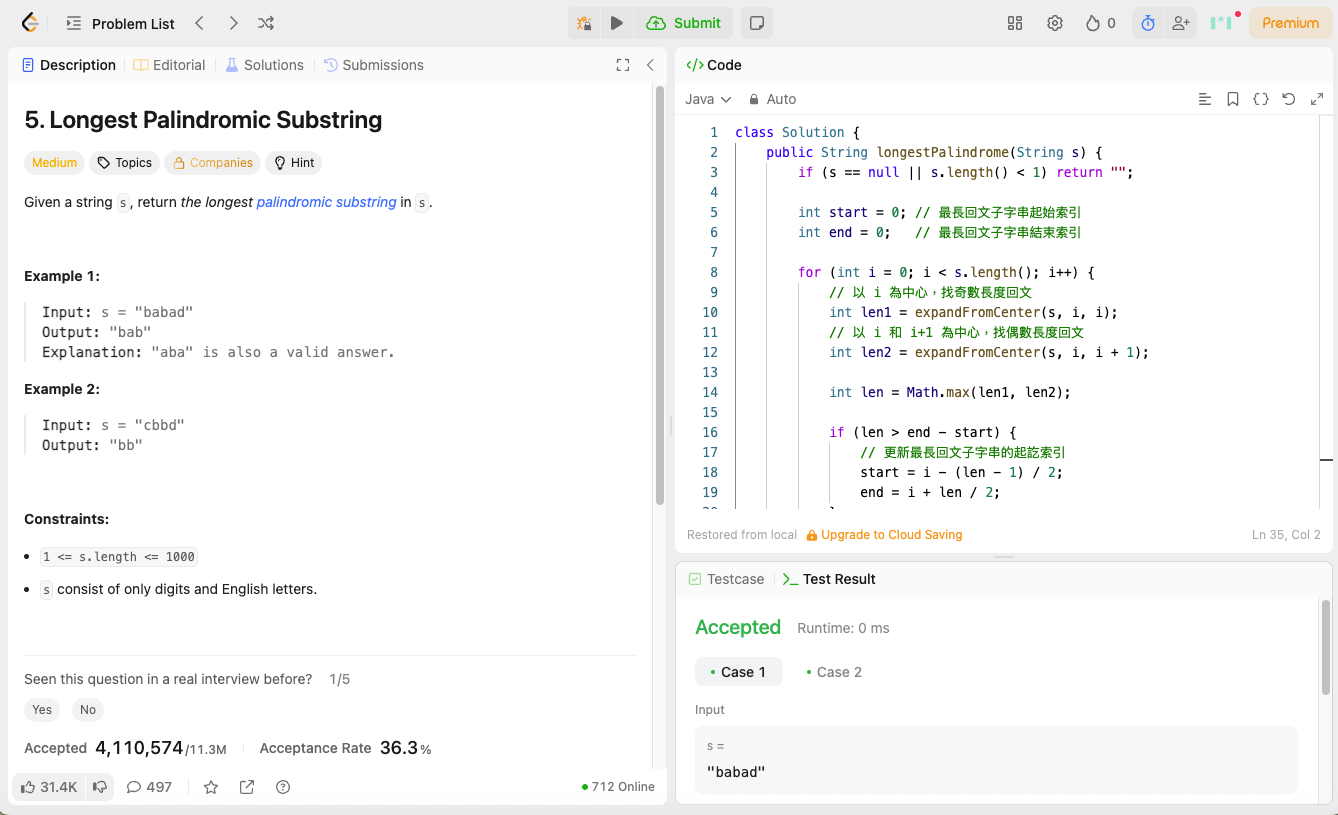 Problem List
Submit
0
Premium
Description
Editorial
Solutions
Submissions
5. Longest Palindromic Substring
Medium
Topics
Companies
Hint
Given a string s, return the longest palindromic substring in s.
Example 1:
Input: s = "babad"
Output: "bab"
Explanation: "aba" is also a valid answer.
Example 2:
Input: s = "cbbd"
Output: "bb"
Constraints:
1 <= s.length <= 1000
s consist of only digits and English letters.
Seen this question in a real interview before? 1/5
Yes No
Accepted 4,110,574/11.3M Acceptance Rate 36.3%
31.4K 497 712 Online
</> Code
Java Auto
1 class Solution {
2 public String longestPalindrome(String s) {
3 if (s == null || s.length() < 1) return "";
4
5 int start = 0; // 最長回文子字串起始索引
6 int end = 0; // 最長回文子字串結束索引
7
8 for (int i = 0; i < s.length(); i++) {
9 // 以 i 為中心，找奇數長度回文
10 int len1 = expandFromCenter(s, i, i);
11 // 以 i 和 i+1 為中心，找偶數長度回文
12 int len2 = expandFromCenter(s, i, i + 1);
13
14 int len = Math.max(len1, len2);
15
16 if (len > end - start) {
17 // 更新最長回文子字串的起訖索引
18 start = i - (len - 1) / 2;
19 end = i + len / 2;
Restored from local Upgrade to Cloud Saving Ln 35, Col 2
Testcase
Test Result
Accepted Runtime: 0 ms
Case 1 Case 2
Input
s =
"babad"